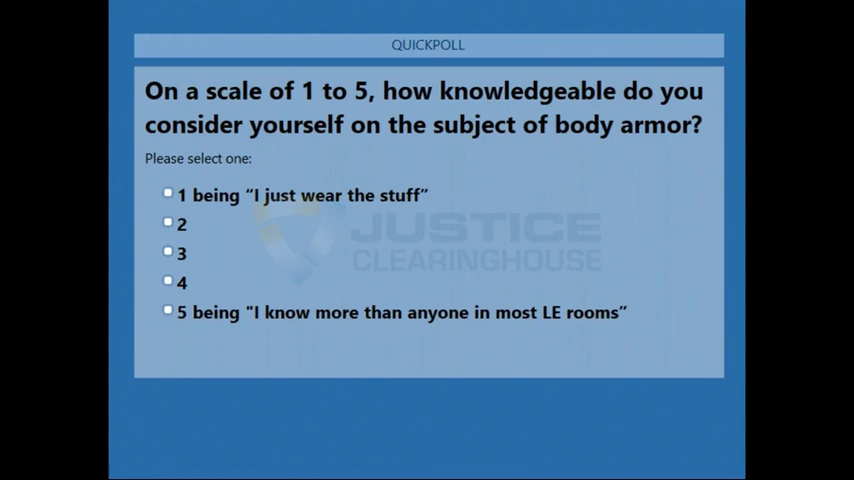 QUICKPOLL
On a scale of 1 to 5, how knowledgeable do you
consider yourself on the subject of body armor?
Please select one:
1 being “I just wear the stuff”
2
3
4
5 being "I know more than anyone in most LE rooms”
JUSTICE
CLEARINGHOUSE